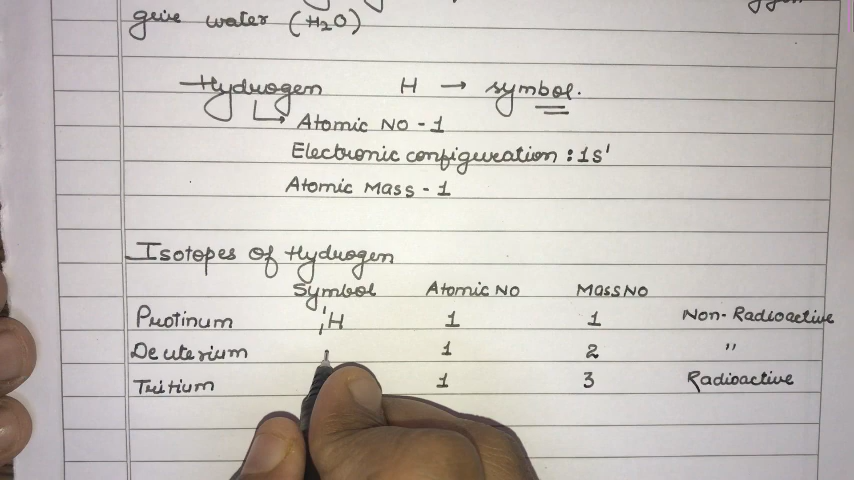 give water (H₂O)
Hydrogen H → symbol.
Atomic NO - 1
Electronic configuration : 1s¹
Atomic Mass - 1
Isotopes of Hydrogen
Symbol Atomic NO Mass NO
Protinum ¹₁H 1 1 Non-Radioactive
Deuterium 1 1 2 "
Tritium 1 3 Radioactive